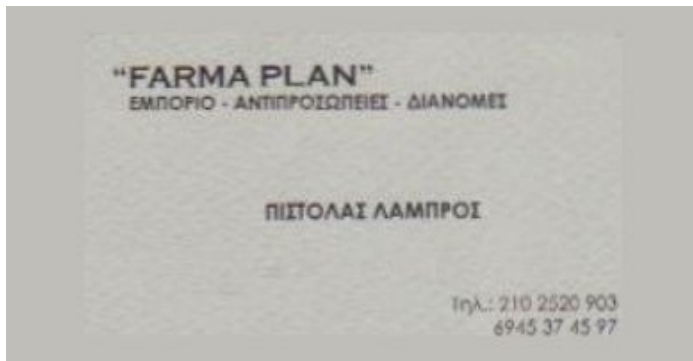 "FARMA PLAN"
ΕΜΠΟΡΙΟ - ΑΝΤΙΠΡΟΣΩΠΕΙΕΣ - ΔΙΑΝΟΜΕΣ
ΠΙΣΤΟΛΑΣ ΛΑΜΠΡΟΣ
Τηλ.: 210 2520 903
6945 37 45 97